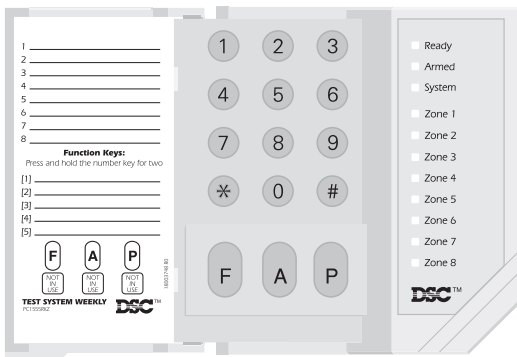 1
2
3
4
5
6
7
8
Function Keys:
Press and hold the number key for two
[1]
[2]
[3]
[4]
[5]
F A P
NOT IN USE NOT IN USE NOT IN USE
TEST SYSTEM WEEKLY
PC1555RKZ
DSC™
1 2 3
4 5 6
7 8 9
* 0 #
F A P
Ready
Armed
System
Zone 1
Zone 2
Zone 3
Zone 4
Zone 5
Zone 6
Zone 7
Zone 8
DSC™